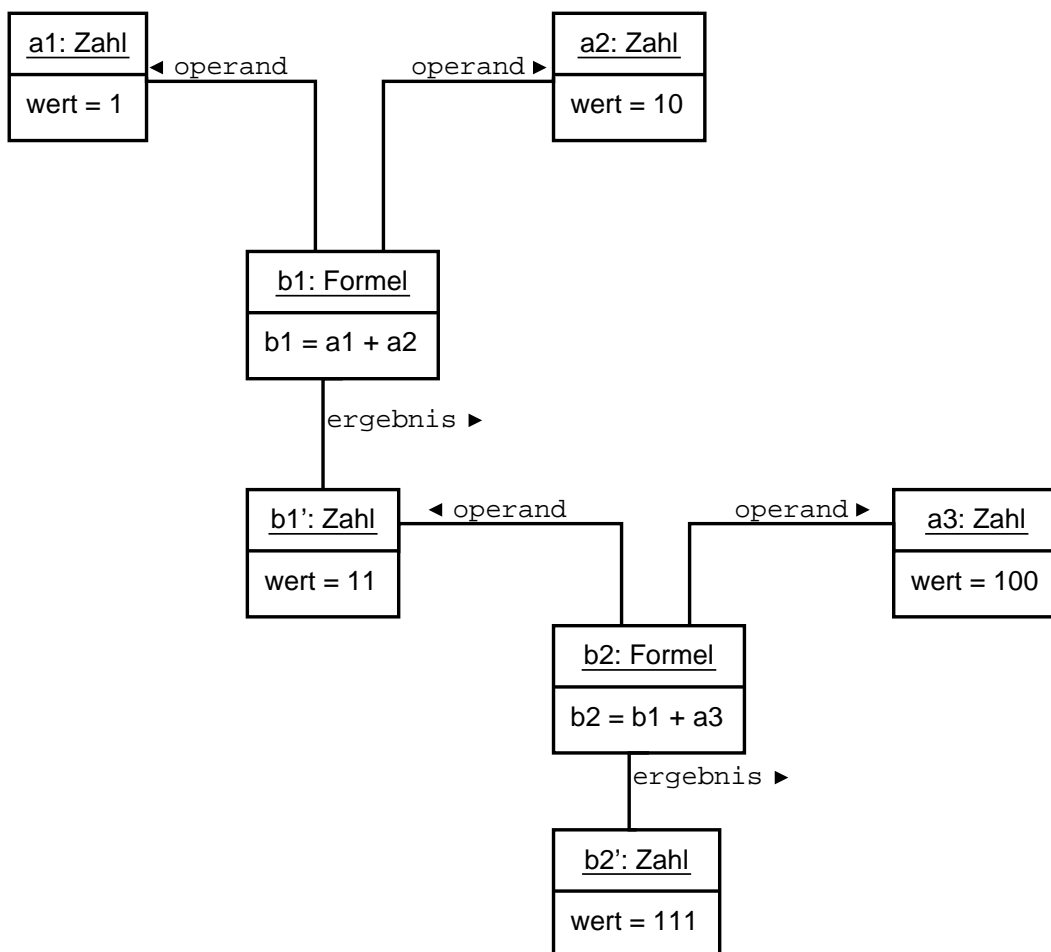 a1: Zahl
wert = 1
◄ operand
operand ►
a2: Zahl
wert = 10
b1: Formel
b1 = a1 + a2
ergebnis ►
b1’: Zahl
wert = 11
◄ operand
operand ►
a3: Zahl
wert = 100
b2: Formel
b2 = b1 + a3
ergebnis ►
b2’: Zahl
wert = 111